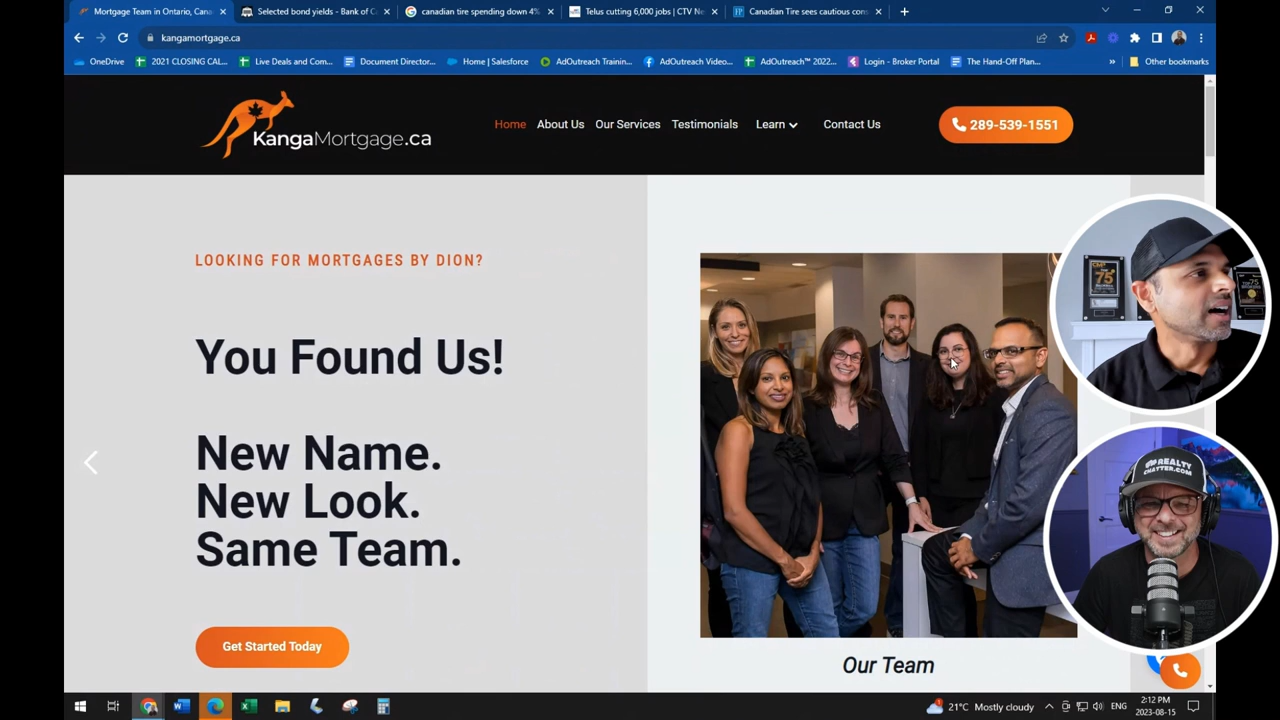 Mortgage Team in Ontario, Cana
Selected bond yields - Bank of C
canadian tire spending down 4%
Telus cutting 6,000 jobs | CTV Ne
Canadian Tire sees cautious con
kangamortgage.ca
OneDrive
2021 CLOSING CAL...
Live Deals and Com...
Document Director...
Home | Salesforce
AdOutreach Trainin...
AdOutreach Video...
AdOutreach™ 2022...
Login - Broker Portal
The Hand-Off Plan...
Other bookmarks
KangaMortgage.ca
Home
About Us
Our Services
Testimonials
Learn
Contact Us
289-539-1551
LOOKING FOR MORTGAGES BY DION?
You Found Us!
New Name.
New Look.
Same Team.
Get Started Today
Our Team
TOP
75
REALTY
CHATTER.COM
21°C Mostly cloudy
ENG
2:12 PM
2023-08-15